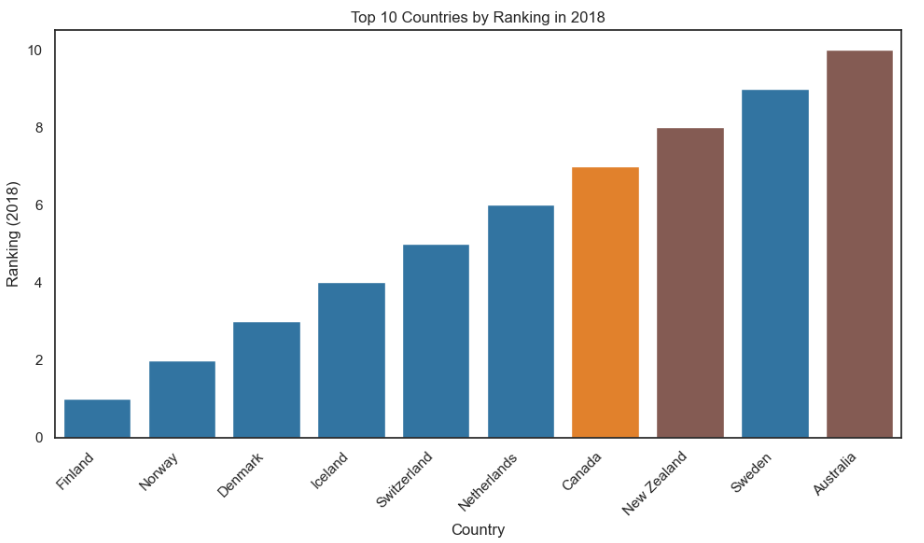 Top 10 Countries by Ranking in 2018
Ranking (2018)
10
8
6
4
2
0
Finland
Norway
Denmark
Iceland
Switzerland
Netherlands
Canada
New Zealand
Sweden
Australia
Country